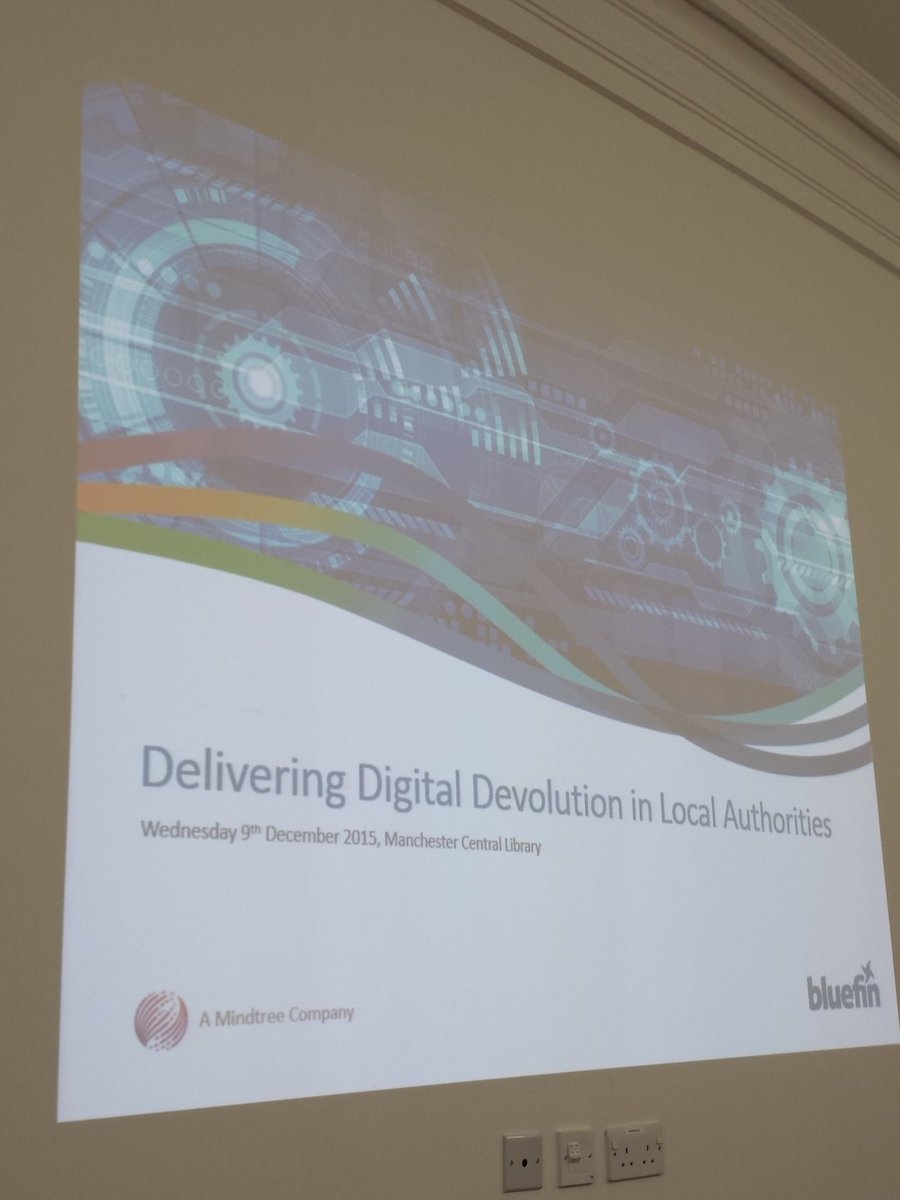 Delivering Digital Devolution in Local Authorities
Wednesday 9th December 2015, Manchester Central Library
A Mindtree Company
bluefin